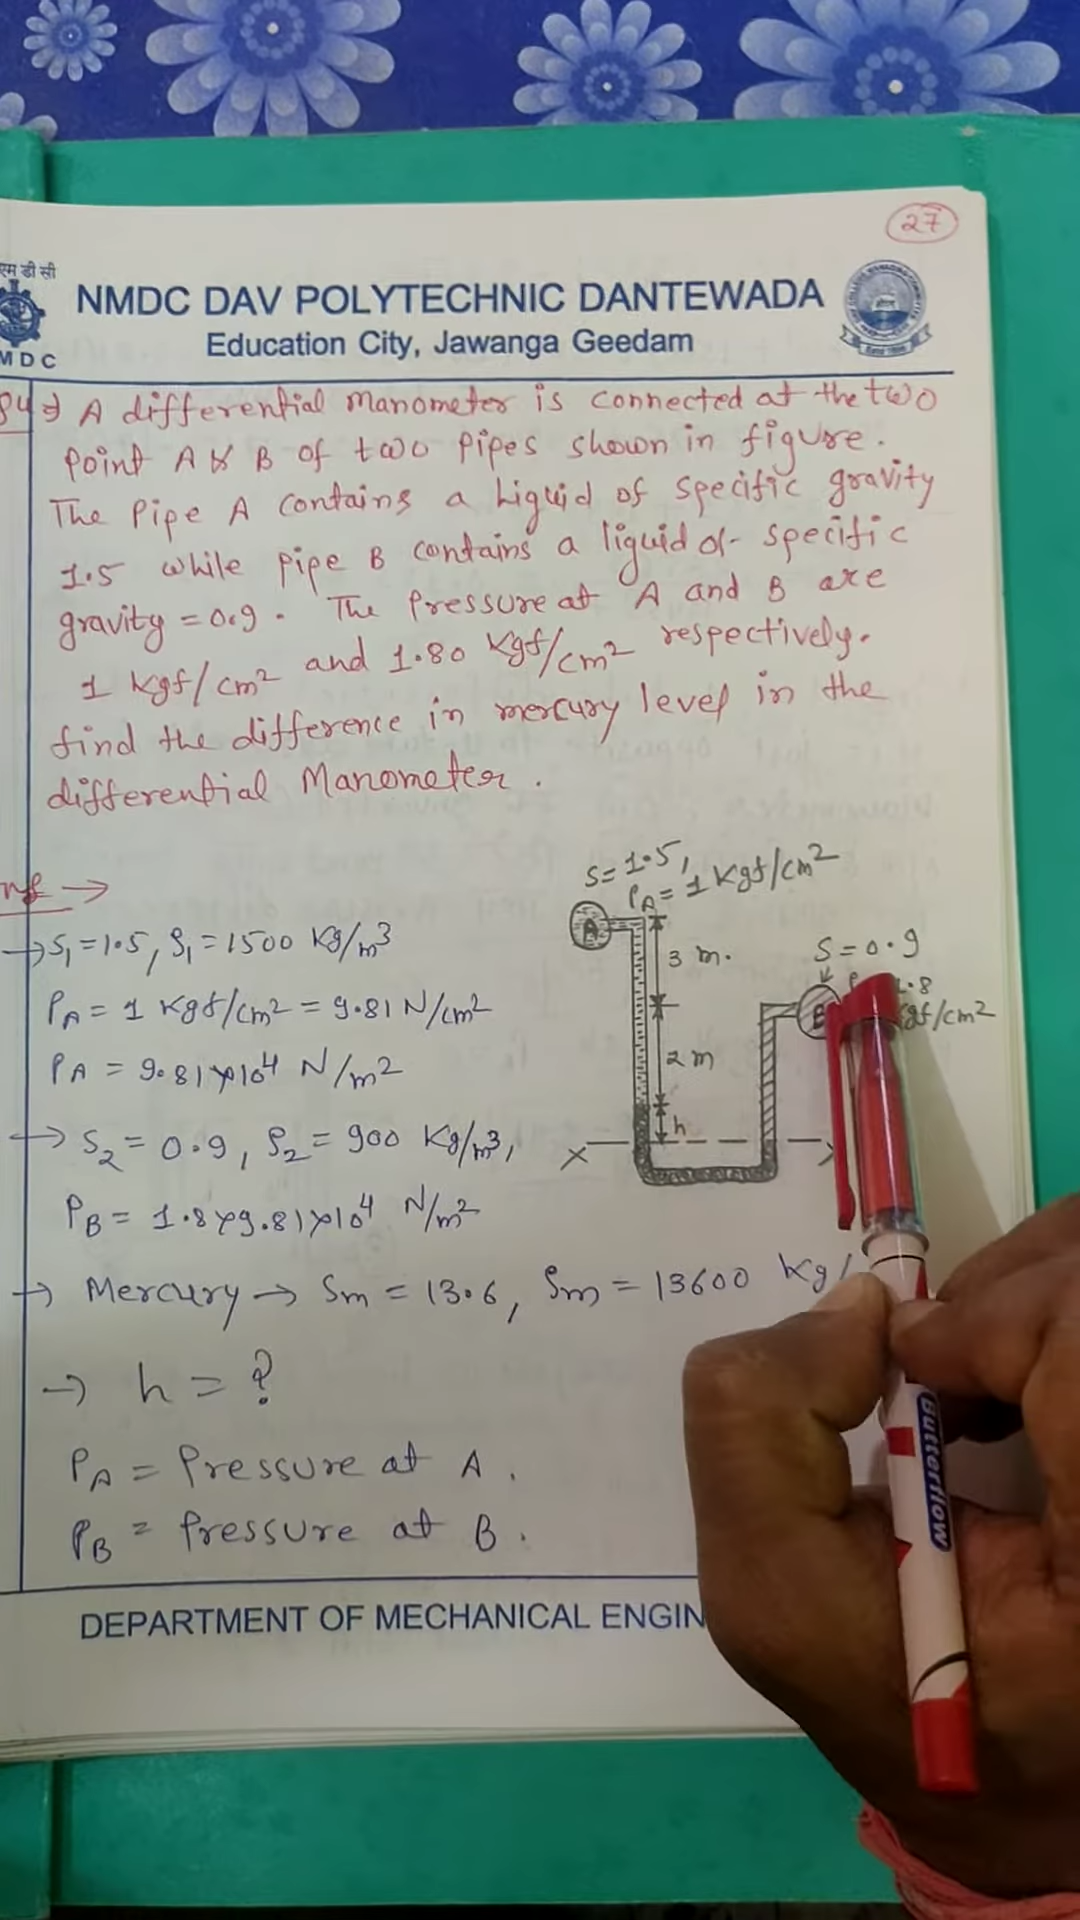 27
एम डी सी
NMDC DAV POLYTECHNIC DANTEWADA
MDC
Education City, Jawanga Geedam
A differential Manometer is connected at the two
point A & B of two pipes shown in figure.
The Pipe A contains a liquid of specific gravity
1.5 while pipe B contains a liquid of specific
gravity = 0.9. The Pressure at A and B are
1 kgf/cm² and 1.80 kgf/cm² respectively.
find the difference in mercury level in the
differential Manometer.
S = 1.5,
PA = 1 kgf/cm²
A
3 m.
S = 0.9
1.8
gf/cm²
B
2 m
h
X
→ S₁ = 1.5, ρ₁ = 1500 kg/m³
PA = 1 kgf/cm² = 9.81 N/cm²
PA = 9.81 × 10⁴ N/m²
→ S₂ = 0.9, ρ₂ = 900 kg/m³,
PB = 1.8 × 9.81 × 10⁴ N/m²
→ Mercury → Sm = 13.6, ρm = 13600 kg/
→ h = ?
PA = Pressure at A.
PB = Pressure at B.
DEPARTMENT OF MECHANICAL ENGIN
Butterflow